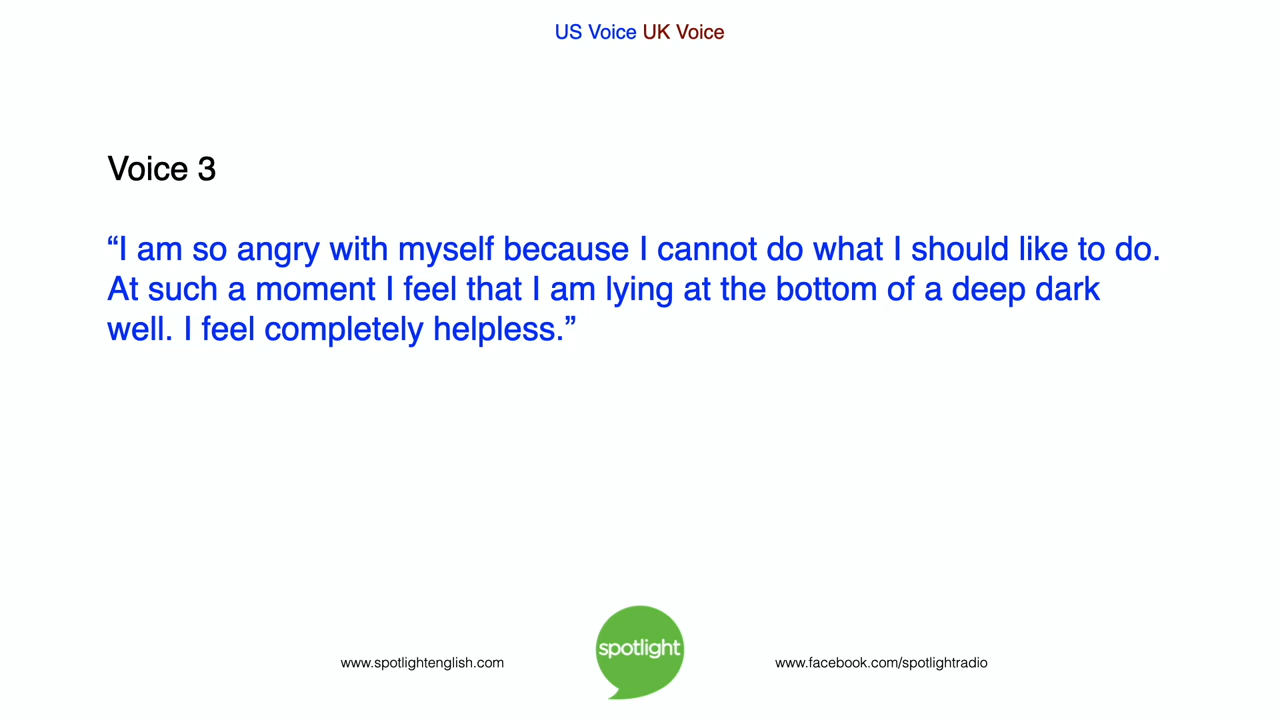 US Voice UK Voice
Voice 3
“I am so angry with myself because I cannot do what I should like to do.
At such a moment I feel that I am lying at the bottom of a deep dark
well. I feel completely helpless.”
spotlight
www.spotlightenglish.com
www.facebook.com/spotlightradio